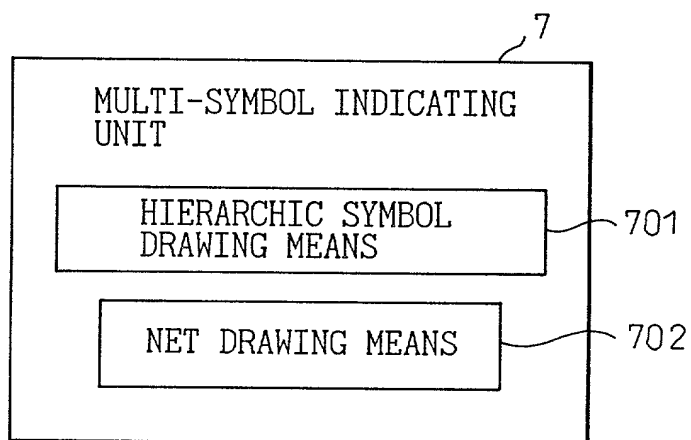 7
MULTI-SYMBOL INDICATING
UNIT
HIERARCHIC SYMBOL
DRAWING MEANS
701
NET DRAWING MEANS
702